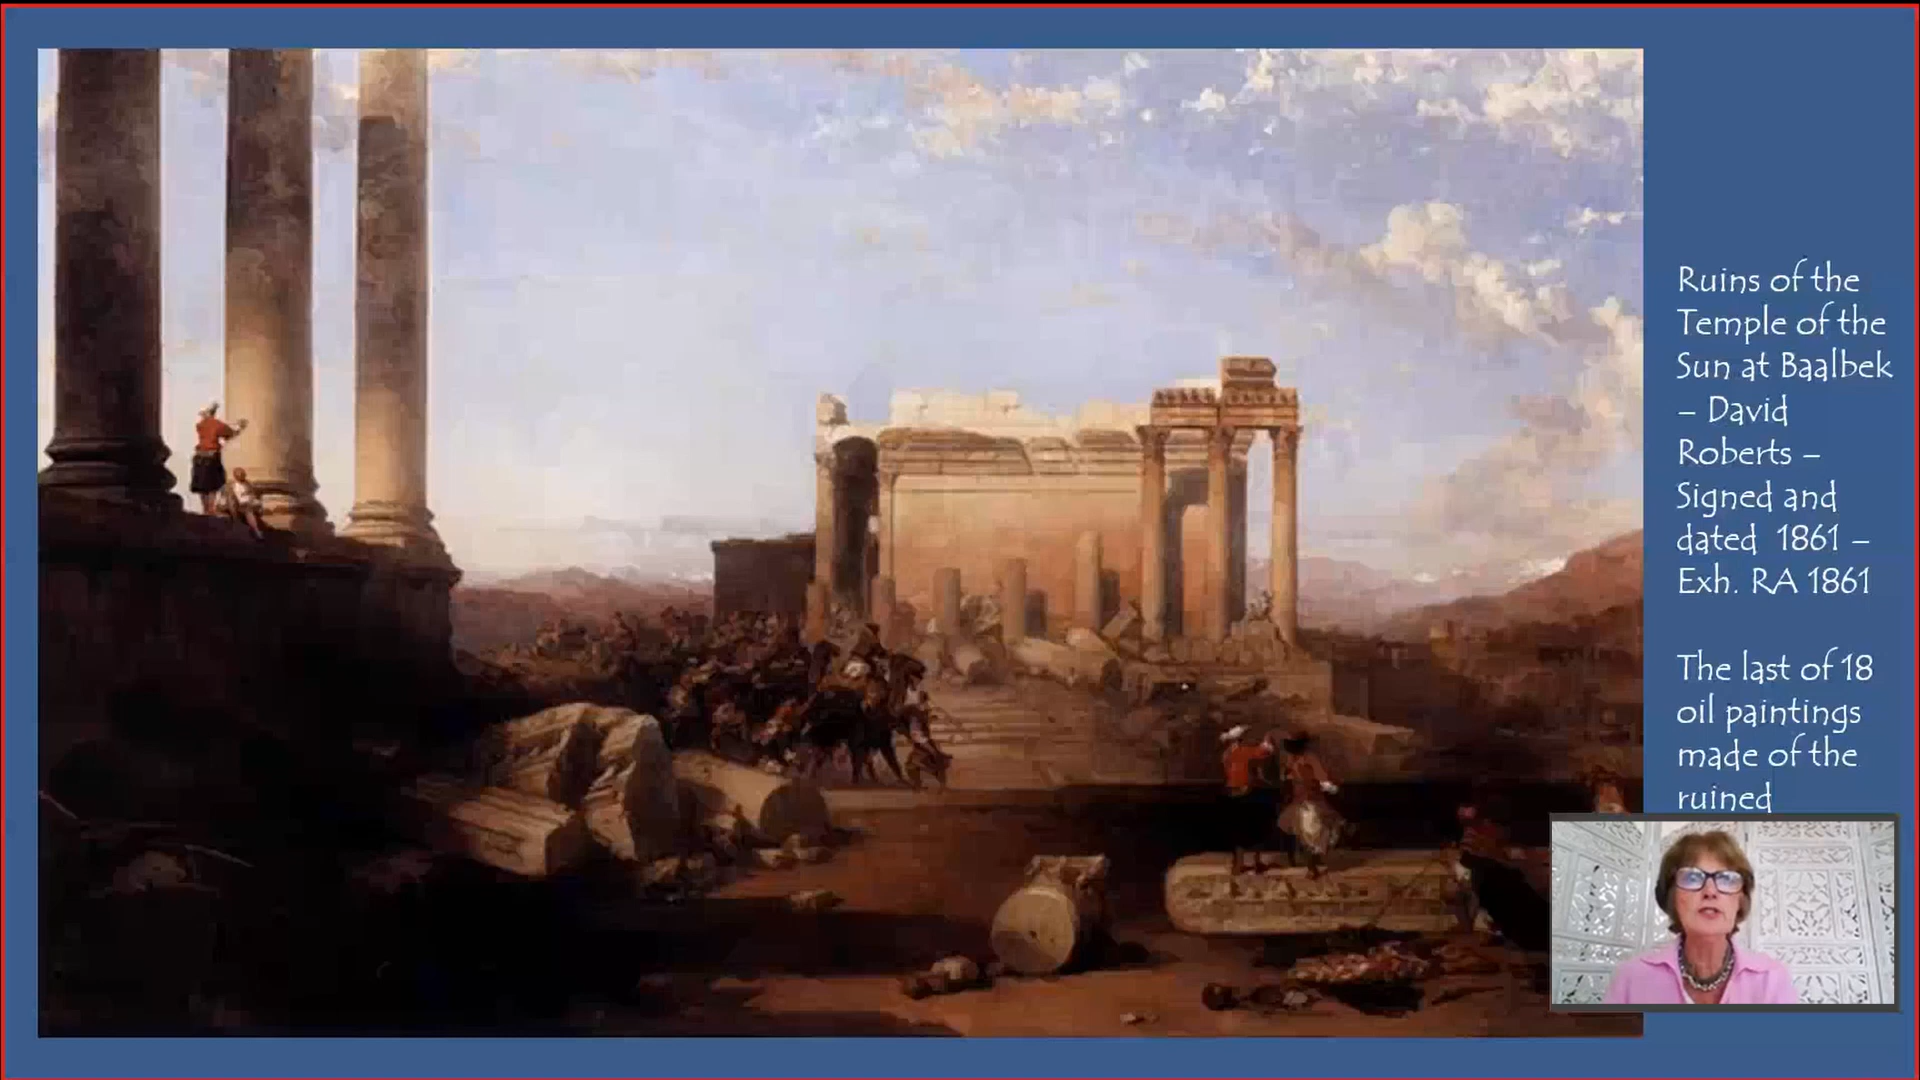 Ruins of the
Temple of the
Sun at Baalbek
– David
Roberts –
Signed and
dated 1861 –
Exh. RA 1861
The last of 18
oil paintings
made of the
ruined